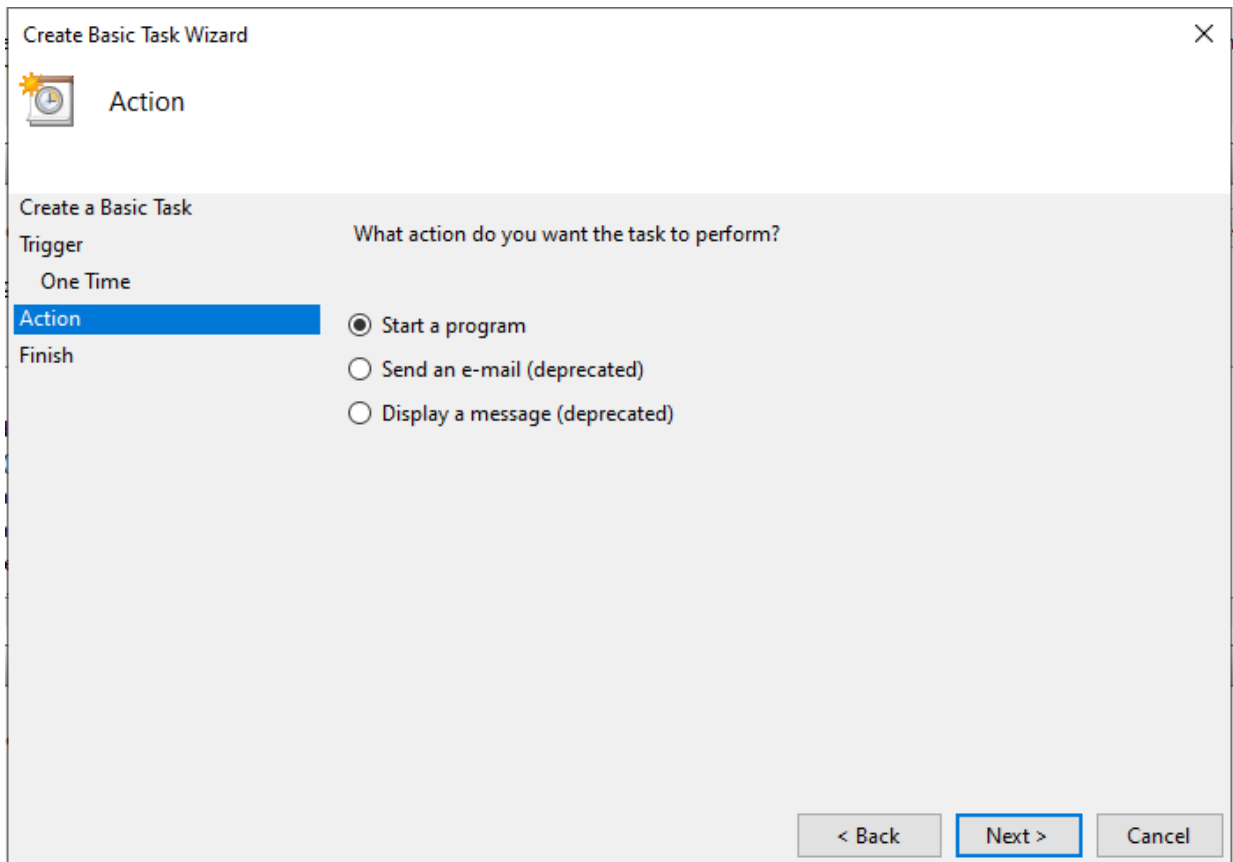 Create Basic Task Wizard
Action
Create a Basic Task
Trigger
One Time
Action
Finish
What action do you want the task to perform?
Start a program
Send an e-mail (deprecated)
Display a message (deprecated)
< Back
Next >
Cancel